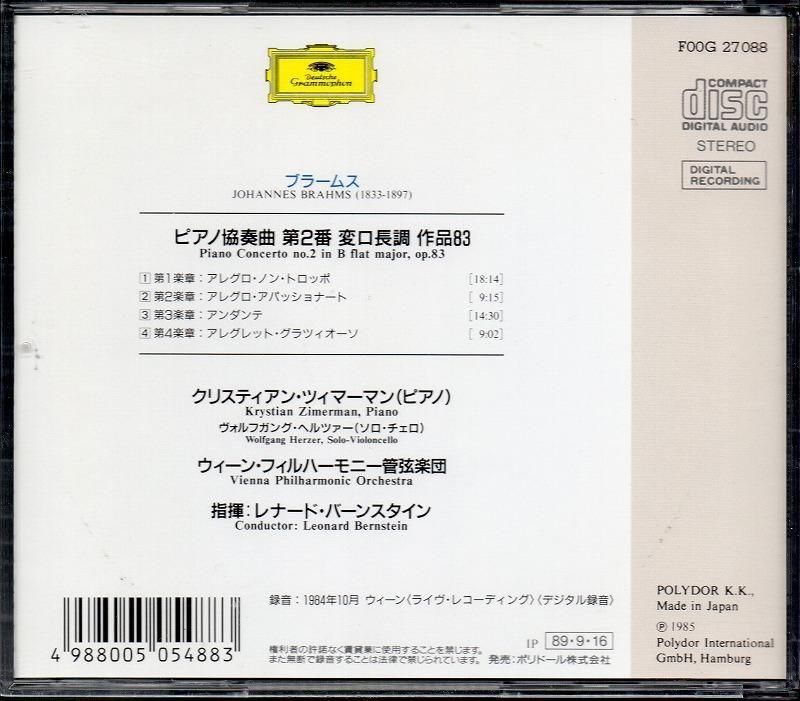 F00G 27088
Deutsche
Grammophon
COMPACT
disc
DIGITAL AUDIO
STEREO
DIGITAL
RECORDING
ブラームス
JOHANNES BRAHMS (1833-1897)
ピアノ協奏曲 第2番 変ロ長調 作品83
Piano Concerto no.2 in B flat major, op.83
1 第1楽章：アレグロ・ノン・トロッポ [18:14]
2 第2楽章：アレグロ・アパッショナート [ 9:15]
3 第3楽章：アンダンテ [14:30]
4 第4楽章：アレグレット・グラツィオーソ [ 9:02]
クリスティアン・ツィマーマン(ピアノ)
Krystian Zimerman, Piano
ヴォルフガング・ヘルツァー(ソロ・チェロ)
Wolfgang Herzer, Solo-Violoncello
ウィーン・フィルハーモニー管弦楽団
Vienna Philharmonic Orchestra
指揮：レナード・バーンスタイン
Conductor: Leonard Bernstein
録音：1984年10月 ウィーン〈ライヴ・レコーディング〉〈デジタル録音〉
IP 89・9・16
権利者の許諾なく賃貸業に使用することを禁じます。
また無断で録音することは法律で禁じられています。 発売：ポリドール株式会社
4 988005 054883
POLYDOR K.K.,
Made in Japan
Ⓟ 1985
Polydor International
GmbH, Hamburg